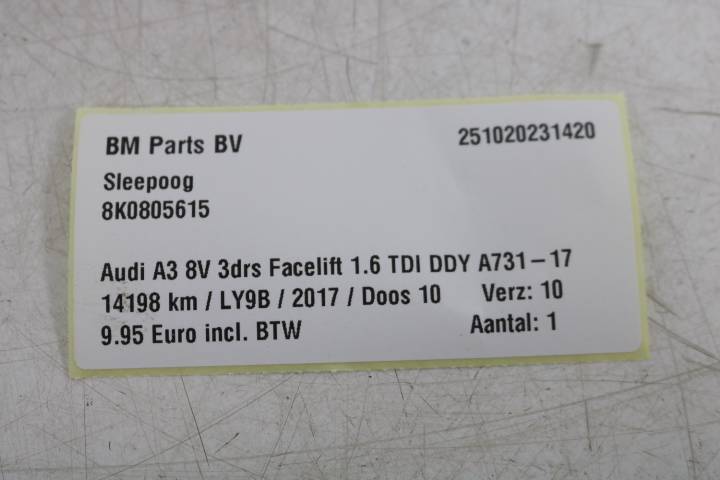 BM Parts BV 251020231420
Sleepoog
8K0805615
Audi A3 8V 3drs Facelift 1.6 TDI DDY A731-17
14198 km / LY9B / 2017 / Doos 10 Verz: 10
9.95 Euro incl. BTW Aantal: 1